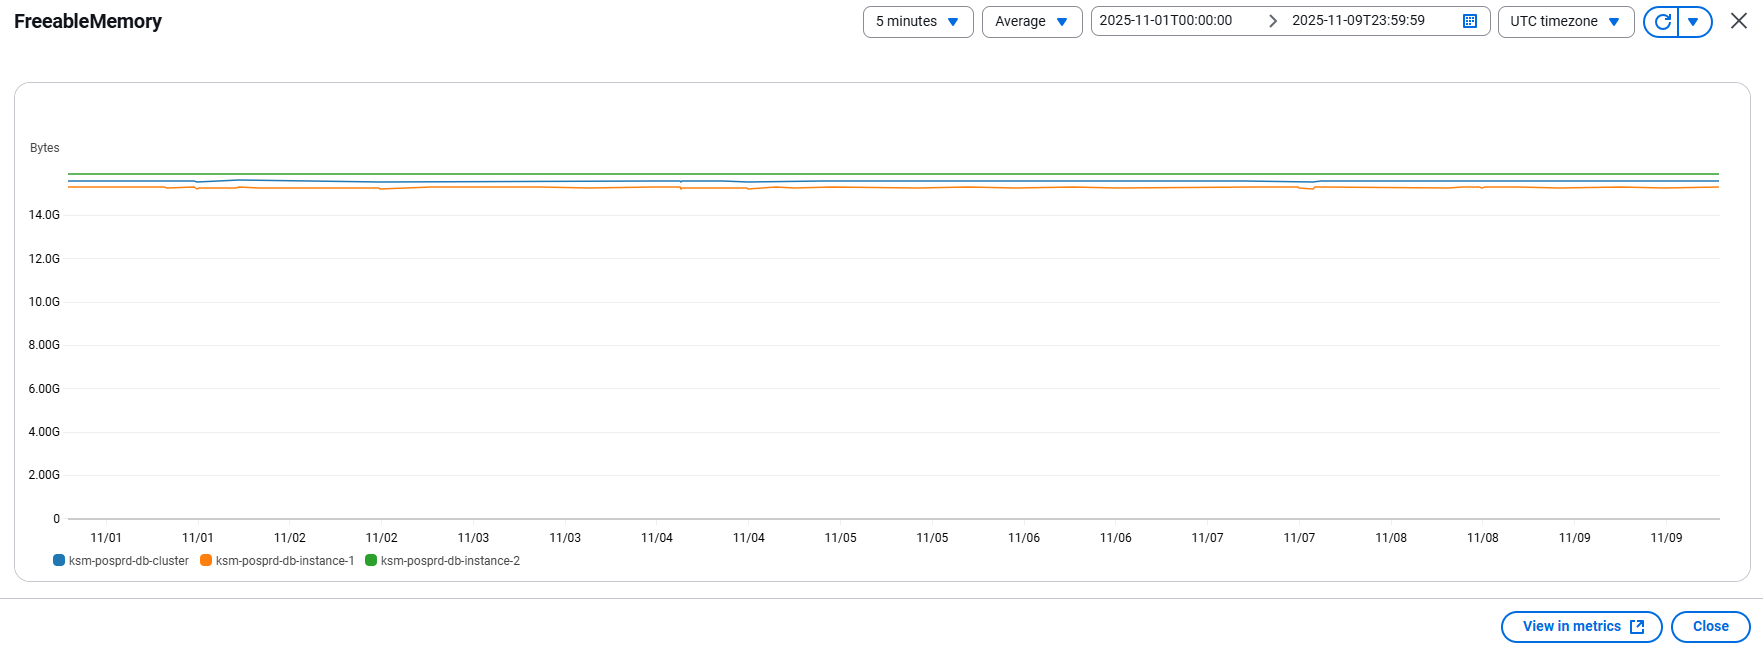 FreeableMemory
5 minutes
Average
2025-11-01T00:00:00
2025-11-09T23:59:59
UTC timezone
Bytes
14.0G
12.0G
10.0G
8.00G
6.00G
4.00G
2.00G
0
11/01 11/01 11/02 11/02 11/03 11/03 11/04 11/04 11/05 11/05 11/06 11/06 11/07 11/07 11/08 11/08 11/09 11/09
ksm-posprd-db-cluster ksm-posprd-db-instance-1 ksm-posprd-db-instance-2
View in metrics
Close